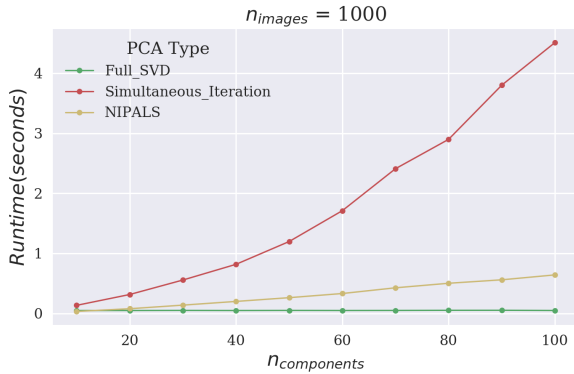 n_images = 1000
PCA Type
Full_SVD
Simultaneous_Iteration
NIPALS
Runtime(seconds)
4
3
2
1
0
20 40 60 80 100
n_components